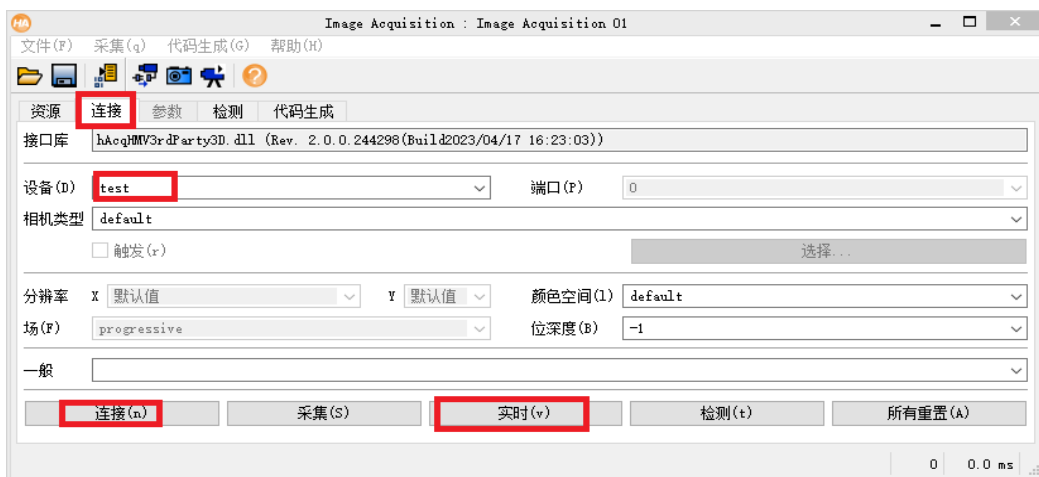 HA Image Acquisition : Image Acquisition 01
文件(F) 采集(q) 代码生成(G) 帮助(H)
资源 连接 参数 检测 代码生成
接口库 hAcqHMV3rdParty3D.dll (Rev. 2.0.0.244298(Build2023/04/17 16:23:03))
设备(D) test 端口(P) 0
相机类型 default
触发(r) 选择...
分辨率 X 默认值 Y 默认值 颜色空间(l) default
场(F) progressive 位深度(B) -1
一般
连接(n) 采集(S) 实时(v) 检测(t) 所有重置(A)
0 0.0 ms